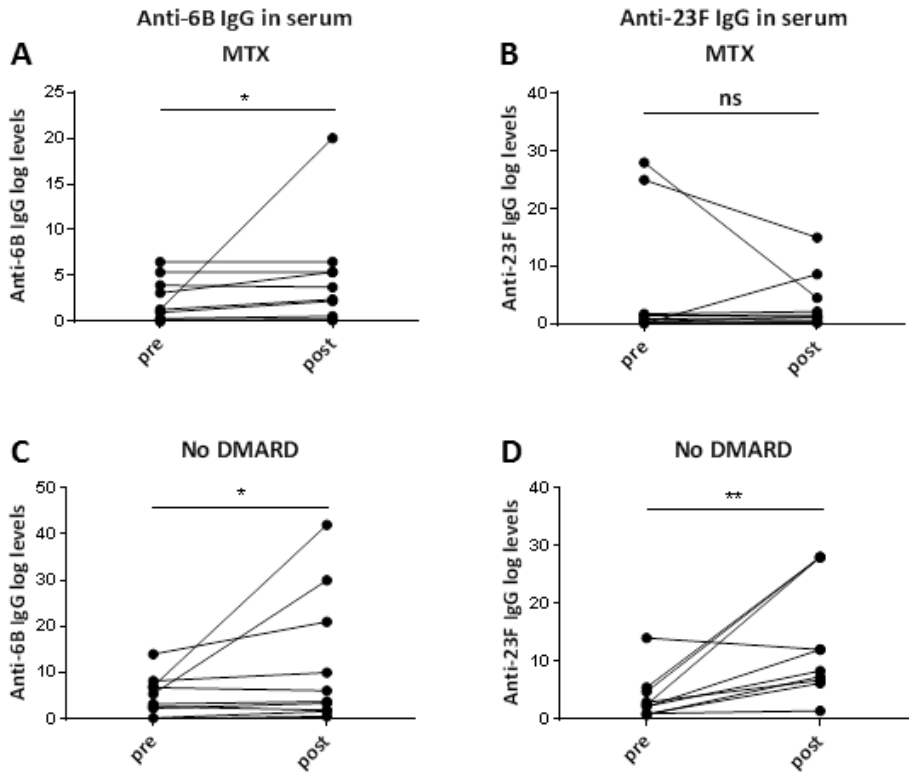 Anti-6B IgG in serum
A
MTX
Anti-6B IgG log levels
25
20
15
10
5
0
*
pre
post
Anti-23F IgG in serum
B
MTX
Anti-23F IgG log levels
40
30
20
10
0
ns
pre
post
C
No DMARD
Anti-6B IgG log levels
50
40
30
20
10
0
*
pre
post
D
No DMARD
Anti-23F IgG log levels
40
30
20
10
0
**
pre
post